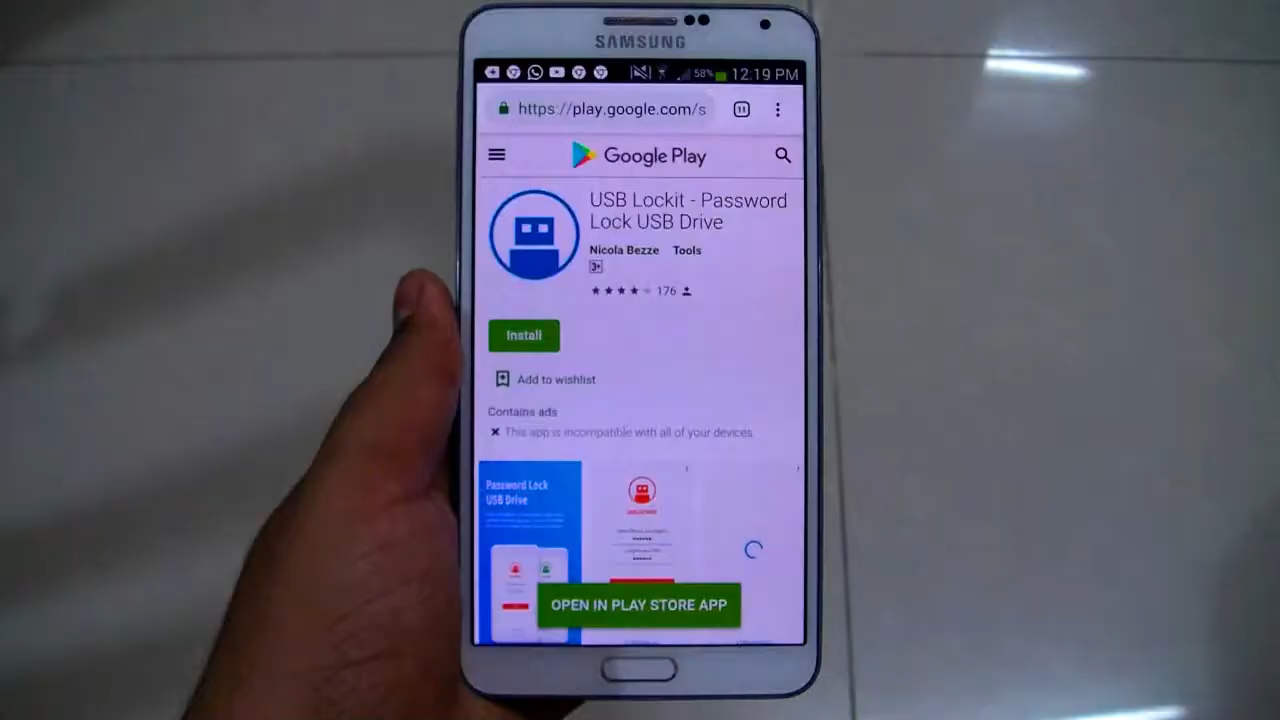 SAMSUNG
58% 12:19 PM
https://play.google.com/s 11
Google Play
USB Lockit - Password
Lock USB Drive
Nicola Bezze Tools
3+
176
Install
Add to wishlist
Contains ads
This app is incompatible with all of your devices.
Password Lock
USB Drive
OPEN IN PLAY STORE APP